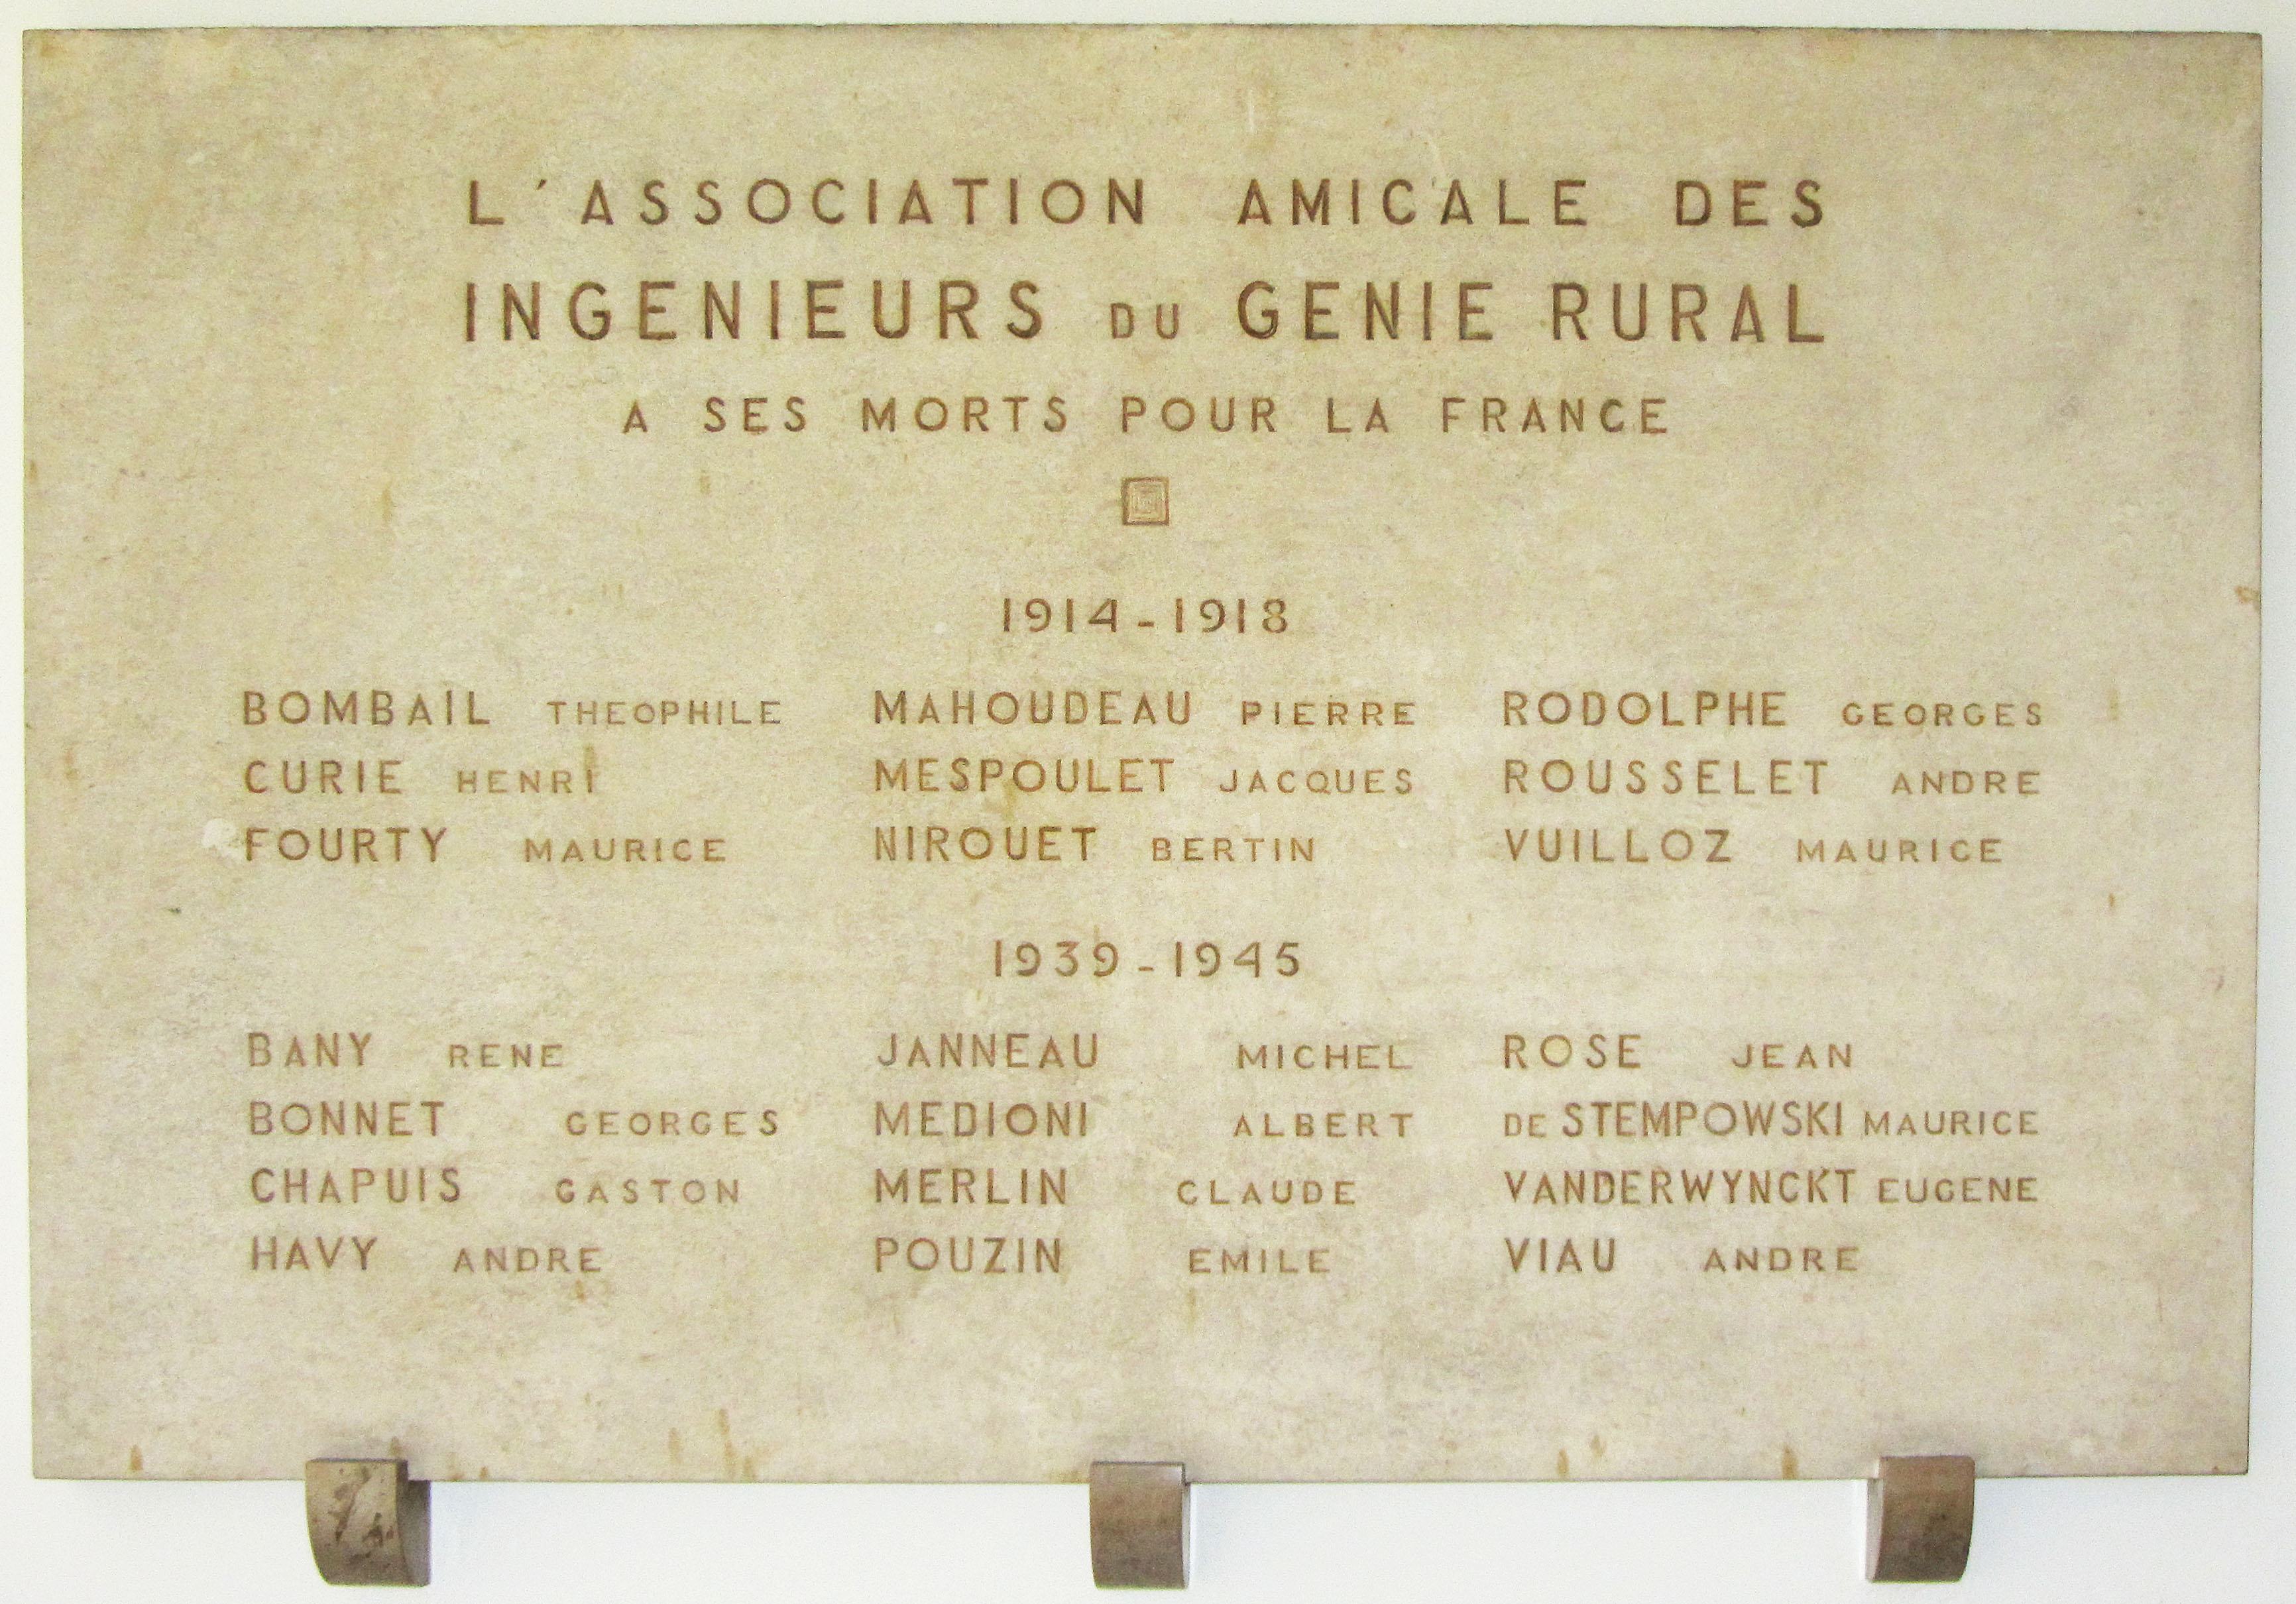 L'ASSOCIATION AMICALE DES
INGENIEURS DU GENIE RURAL
A SES MORTS POUR LA FRANCE
1914-1918
BOMBAIL THEOPHILE MAHOUDEAU PIERRE RODOLPHE GEORGES
CURIE HENRI MESPOULET JACQUES ROUSSELET ANDRE
FOURTY MAURICE NIROUET BERTIN VUILLOZ MAURICE
1939-1945
BANY RENE JANNEAU MICHEL ROSE JEAN
BONNET GEORGES MEDIONI ALBERT DE STEMPOWSKI MAURICE
CHAPUIS GASTON MERLIN CLAUDE VANDERWYNCKT EUGENE
HAVY ANDRE POUZIN EMILE VIAU ANDRE